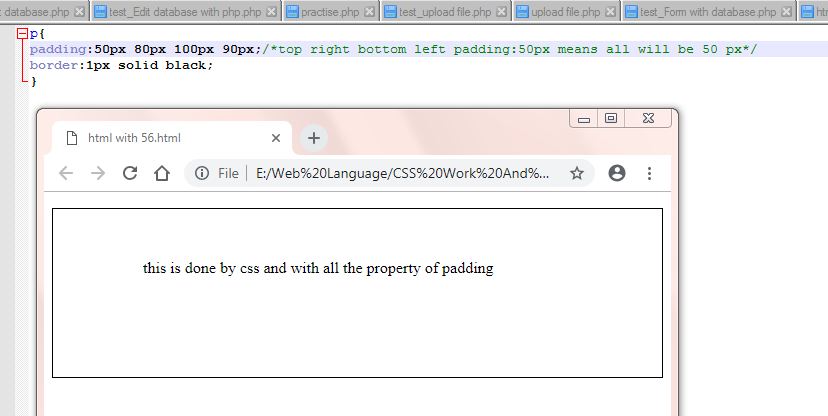 database.php test_Edit database with php.php practise.php test_upload file.php upload file.php test_Form with database.php
p{
padding:50px 80px 100px 90px;/*top right bottom left padding:50px means all will be 50 px*/
border:1px solid black;
}
html with 56.html
File | E:/Web%20Language/CSS%20Work%20And%...
this is done by css and with all the property of padding